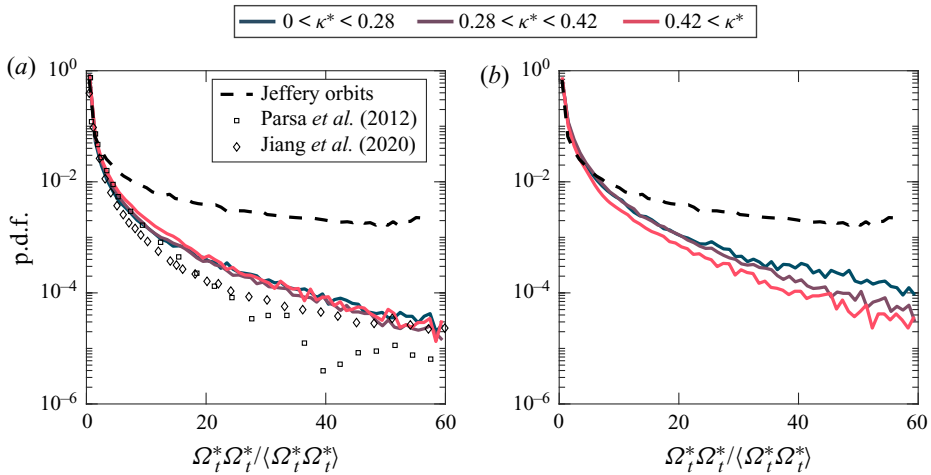 0 < κ* < 0.28 0.28 < κ* < 0.42 0.42 < κ*
(a) (b)
Jeffery orbits
Parsa et al. (2012)
Jiang et al. (2020)
p.d.f.
10⁰
10⁻²
10⁻⁴
10⁻⁶
0 20 40 60
Ω*ₜΩ*ₜ/⟨Ω*ₜΩ*ₜ⟩
10⁰
10⁻²
10⁻⁴
10⁻⁶
0 20 40 60
Ω*ₜΩ*ₜ/⟨Ω*ₜΩ*ₜ⟩